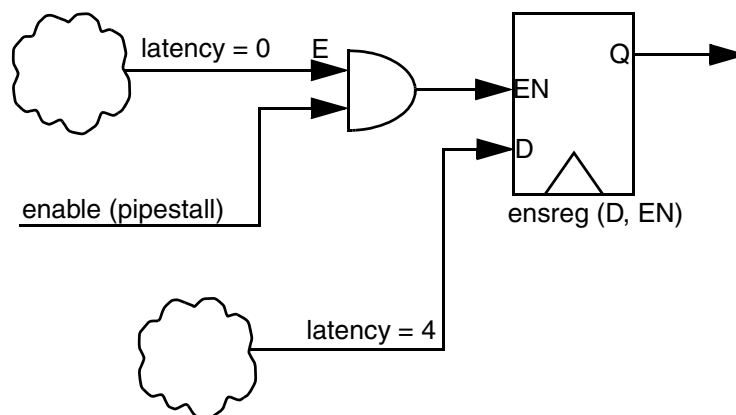 latency = 0
E
Q
EN
D
enable (pipestall)
ensreg (D, EN)
latency = 4